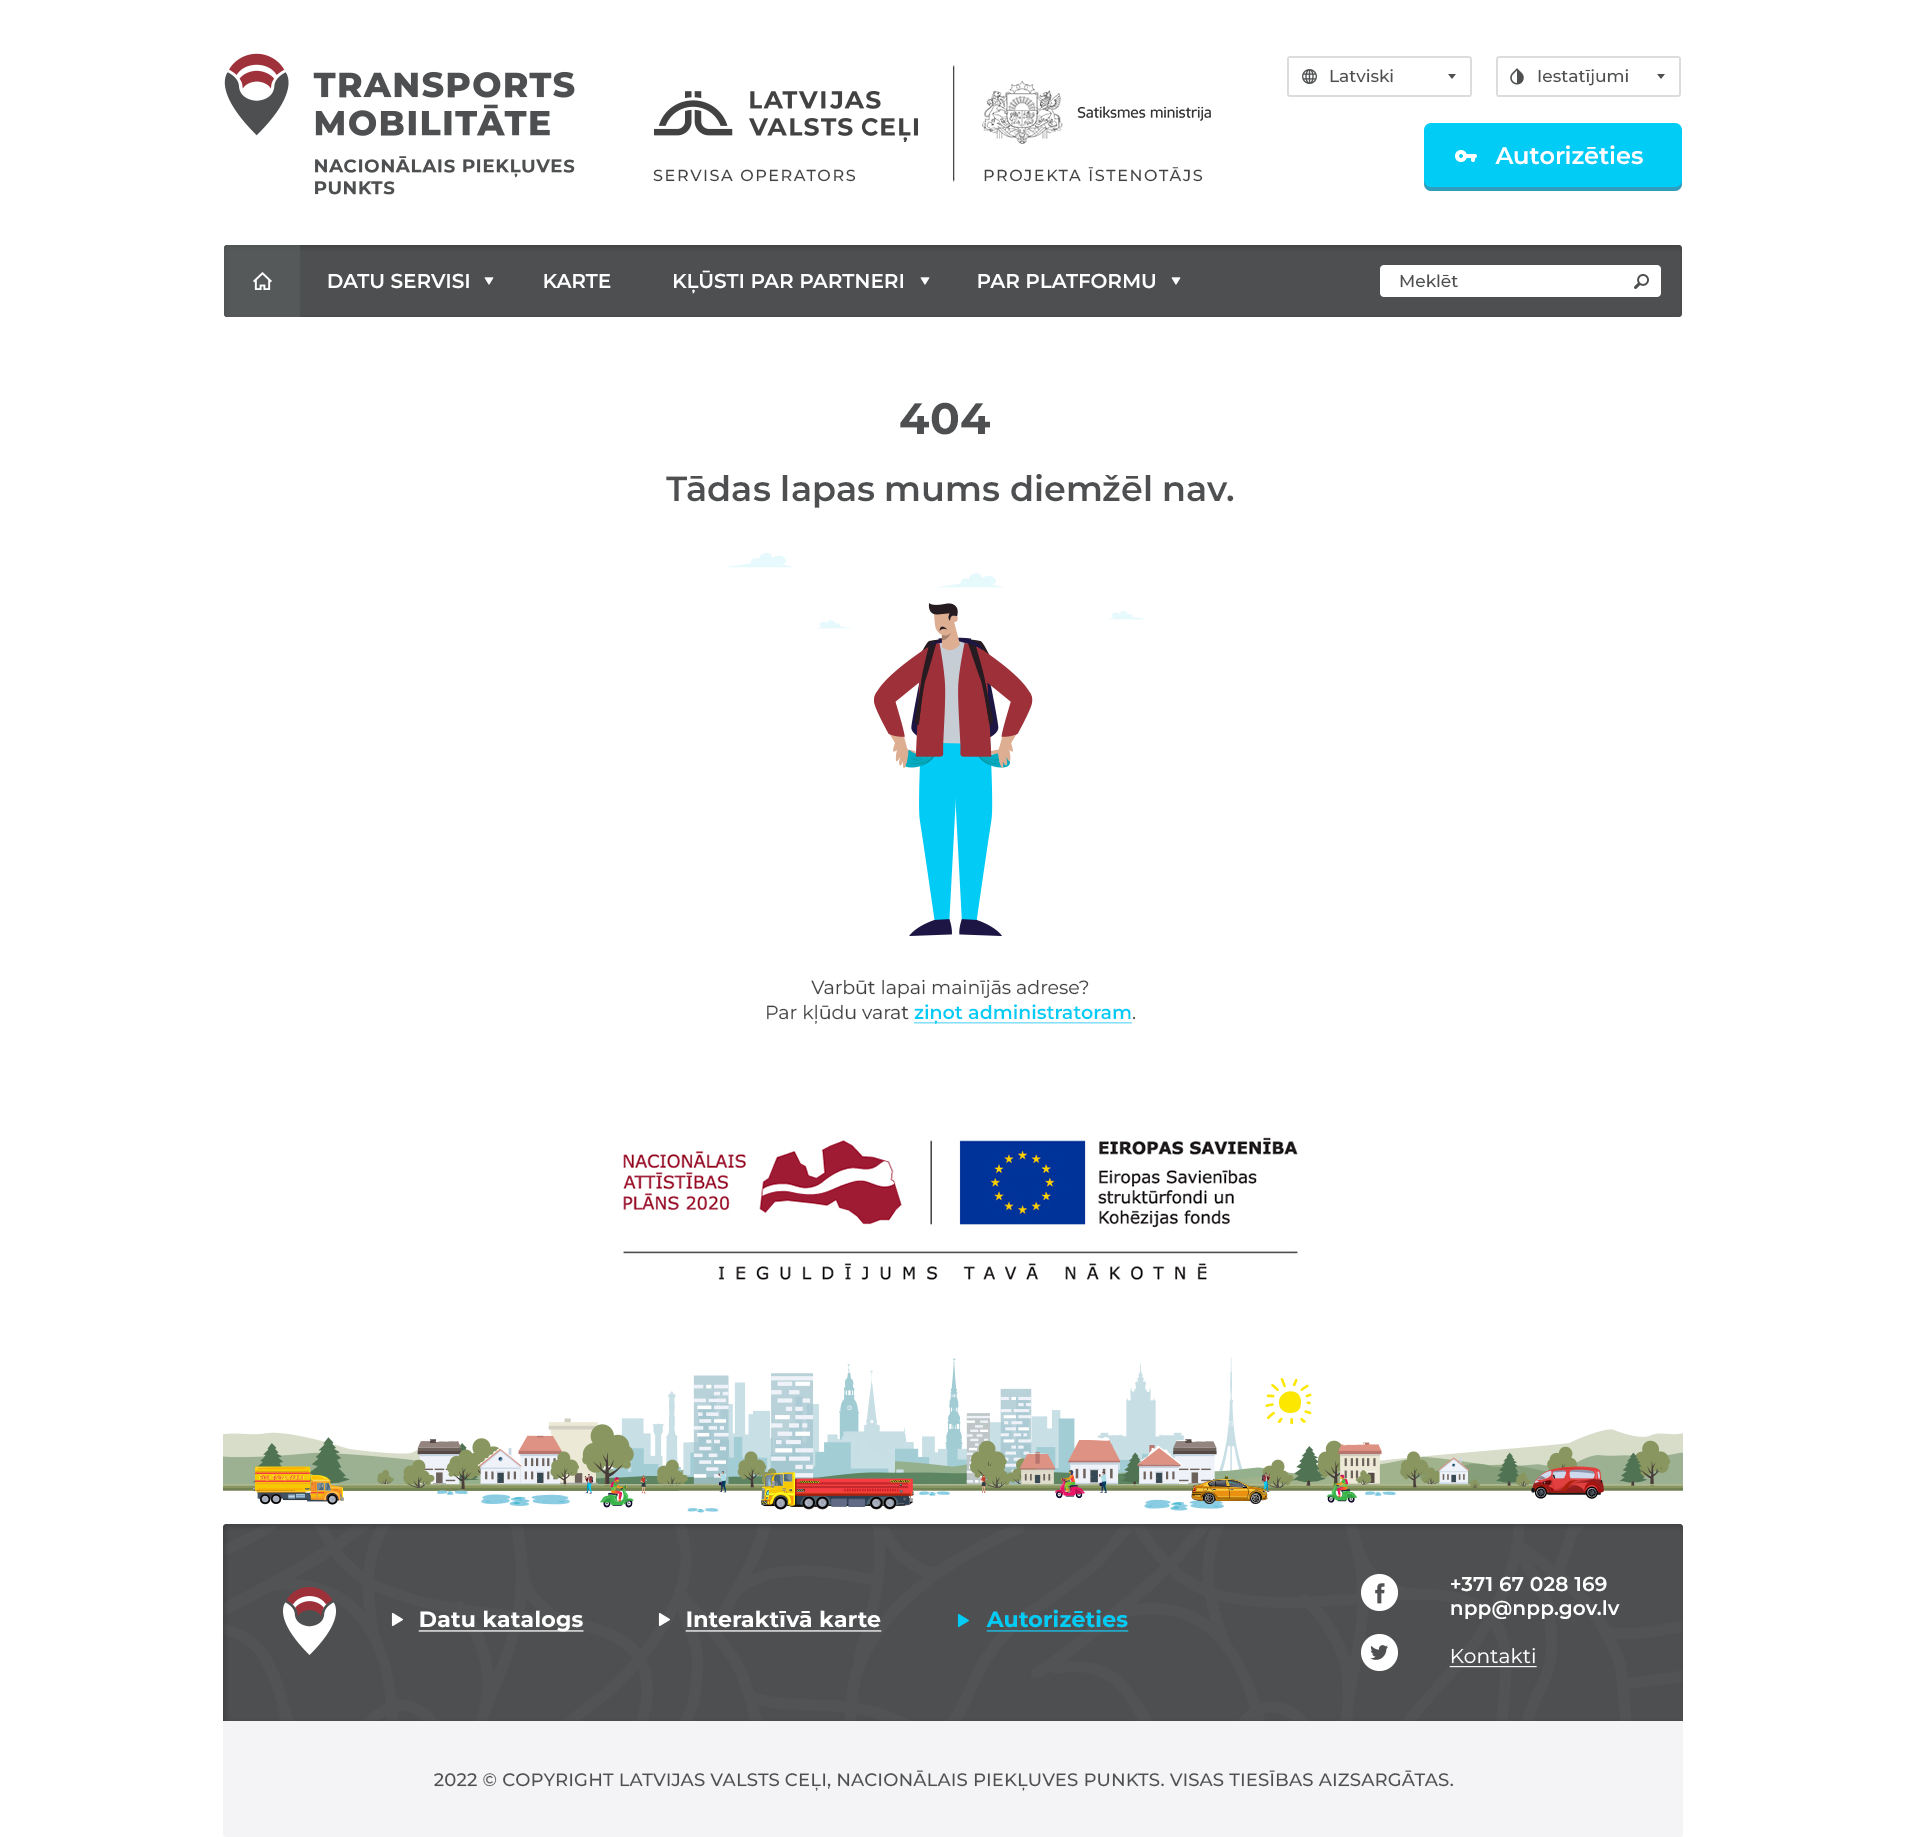 TRANSPORTS
MOBILITĀTE
NACIONĀLAIS PIEKĻUVES
PUNKTS
LATVIJAS
VALSTS CEĻI
SERVISA OPERATORS
Satiksmes ministrija
PROJEKTA ĪSTENOTĀJS
Latviski
Iestatījumi
Autorizēties
DATU SERVISI
KARTE
KĻŪSTI PAR PARTNERI
PAR PLATFORMU
Meklēt
404
Tādas lapas mums diemžēl nav.
Varbūt lapai mainījās adrese?
Par kļūdu varat ziņot administratoram.
NACIONĀLAIS
ATTĪSTĪBAS
PLĀNS 2020
EIROPAS SAVIENĪBA
Eiropas Savienības
struktūrfondi un
Kohēzijas fonds
IEGULDĪJUMS TAVĀ NĀKOTNĒ
Datu katalogs
Interaktīvā karte
Autorizēties
+371 67 028 169
npp@npp.gov.lv
Kontakti
2022 © COPYRIGHT LATVIJAS VALSTS CEĻI, NACIONĀLAIS PIEKĻUVES PUNKTS. VISAS TIESĪBAS AIZSARGĀTAS.